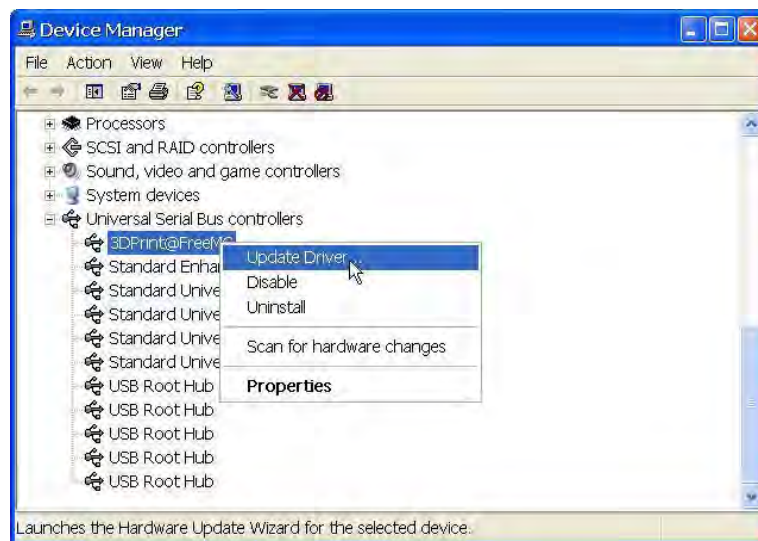 Device Manager
File Action View Help
Processors
SCSI and RAID controllers
Sound, video and game controllers
System devices
Universal Serial Bus controllers
3DPrint@FreeM
Update Driver...
Standard Enha
Disable
Standard Unive
Uninstall
Standard Unive
Standard Unive
Scan for hardware changes
Standard Unive
USB Root Hub
Properties
USB Root Hub
USB Root Hub
USB Root Hub
USB Root Hub
Launches the Hardware Update Wizard for the selected device.